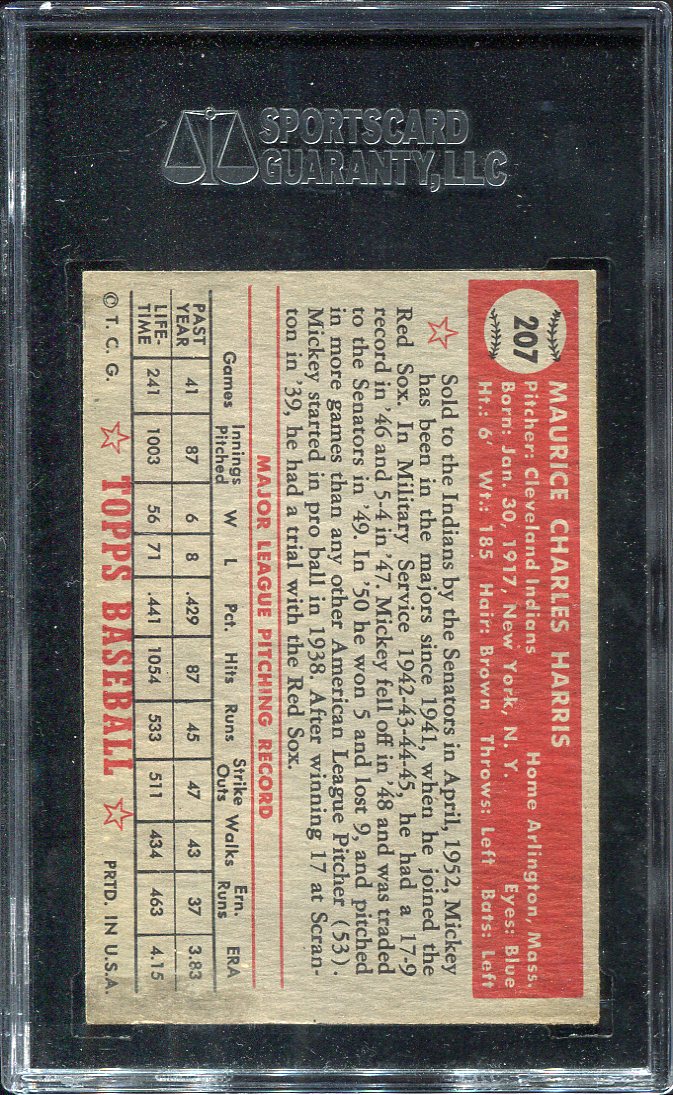 SPORTSCARD
GUARANTY, LLC
207
MAURICE CHARLES HARRIS
Pitcher: Cleveland Indians Home Arlington, Mass.
Born: Jan. 30, 1917, New York, N. Y. Eyes: Blue
Ht.: 6 Wt.: 185 Hair: Brown Throws: Left Bats: Left
Sold to the Indians by the Senators in April, 1952, Mickey
has been in the majors since 1941, when he joined the
Red Sox. In Military Service 1942-43-44-45, he had a 17-9
record in '46 and 5-4 in '47. Mickey fell off in '48 and was traded
to the Senators in '49. In '50 he won 5 and lost 9, and pitched
in more games than any other American League Pitcher (53).
Mickey started in pro ball in 1938. After winning 17 at Scran-
ton in '39, he had a trial with the Red Sox.
MAJOR LEAGUE PITCHING RECORD
Games Innings Pitched W L Pct. Hits Runs Strike Outs Walks Ern. Runs ERA
PAST YEAR 41 87 6 8 .429 87 45 47 43 37 3.83
LIFE-TIME 241 1003 56 71 .441 1054 533 511 434 463 4.15
© T. C. G. TOPPS BASEBALL PRTD. IN U.S.A.